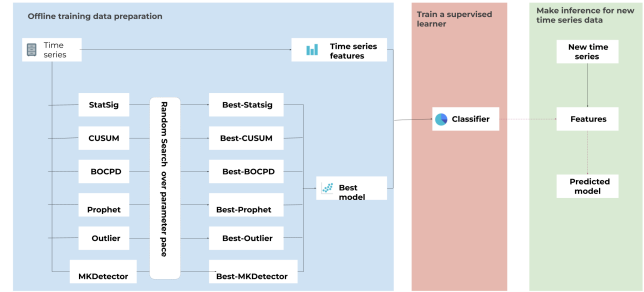 Offline training data preparation
Time
series
Time series
features
StatSig
CUSUM
BOCPD
Prophet
Outlier
MKDetector
Random Search over parameter pace
Best-Statsig
Best-CUSUM
Best-BOCPD
Best-Prophet
Best-Outlier
Best-MKDetector
Best
model
Train a supervised
learner
Classifier
Make inference for new
time series data
New time
series
Features
Predicted
model